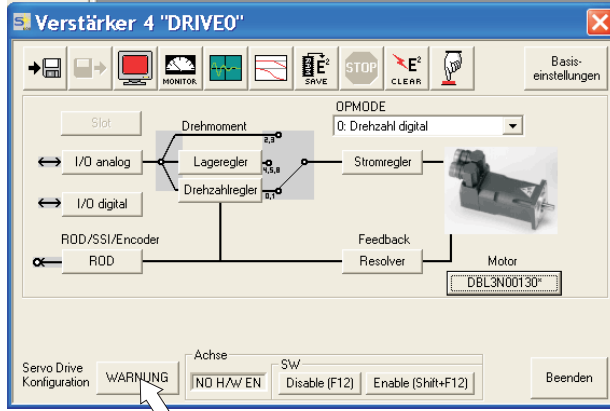 Verstärker 4 "DRIVE0"
MONITOR
E²
SAVE
STOP
E²
CLEAR
Basis-
einstellungen
OPMODE
0: Drehzahl digital
Slot
Drehmoment
2,3
I/O analog
Lageregler
4,5,8
Stromregler
Drehzahlregler
0,1
I/O digital
ROD/SSI/Encoder
ROD
Feedback
Resolver
Motor
DBL3N00130*
Servo Drive
Konfiguration
WARNUNG
Achse
NO H/W EN
SW
Disable (F12)
Enable (Shift+F12)
Beenden